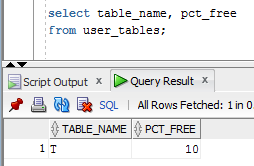 select table_name, pct_free
from user_tables;
Script Output × Query Result ×
SQL | All Rows Fetched: 1 in 0
TABLE_NAME PCT_FREE
1 T 10